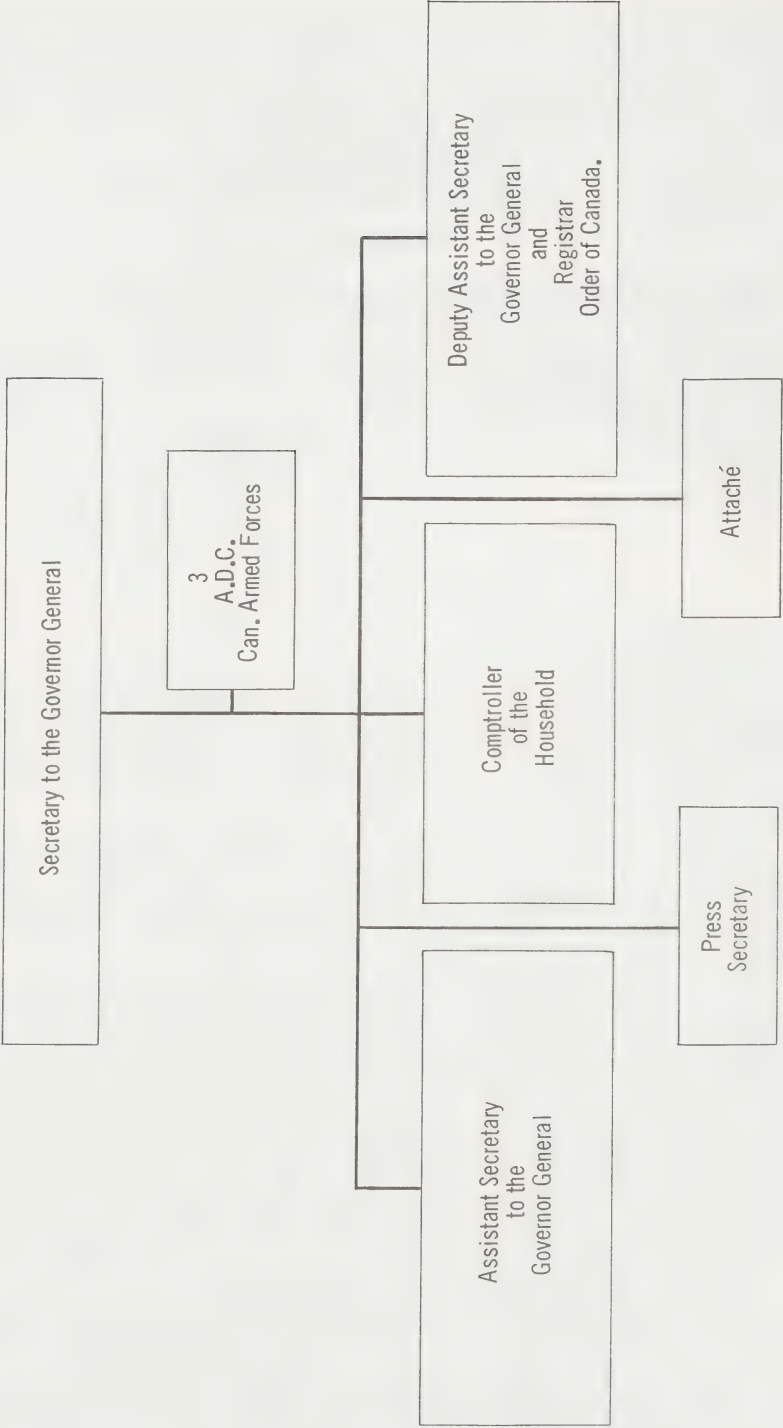 Secretary to the Governor General
3
A.D.C.
Can. Armed Forces
Assistant Secretary
to the
Governor General
Comptroller
of the
Household
Deputy Assistant Secretary
to the
Governor General
and
Registrar
Order of Canada.
Press
Secretary
Attaché